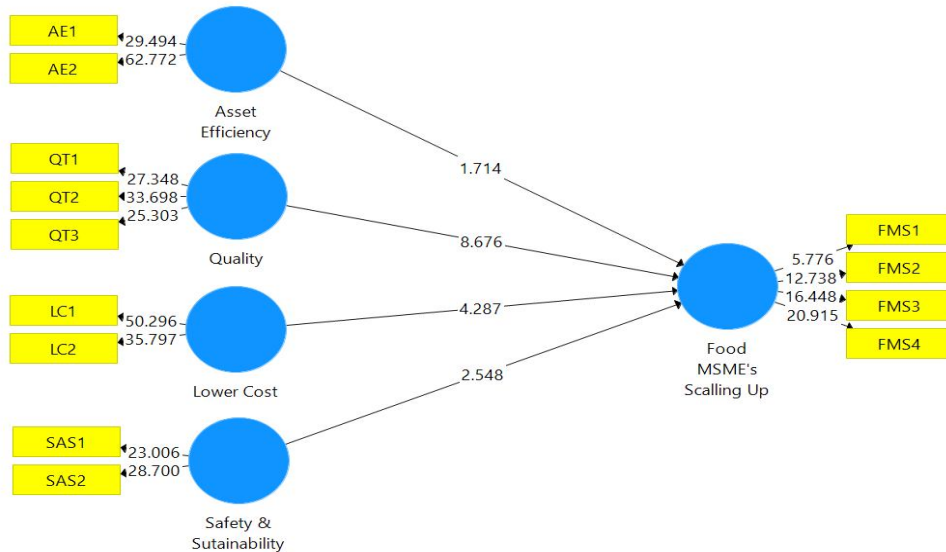 AE1
29.494
AE2
62.772
Asset
Efficiency
1.714
QT1
27.348
QT2
33.698
QT3
25.303
Quality
8.676
LC1
50.296
LC2
35.797
Lower Cost
4.287
SAS1
23.006
SAS2
28.700
Safety &
Sutainability
2.548
Food
MSME's
Scalling Up
5.776
FMS1
12.738
FMS2
16.448
FMS3
20.915
FMS4